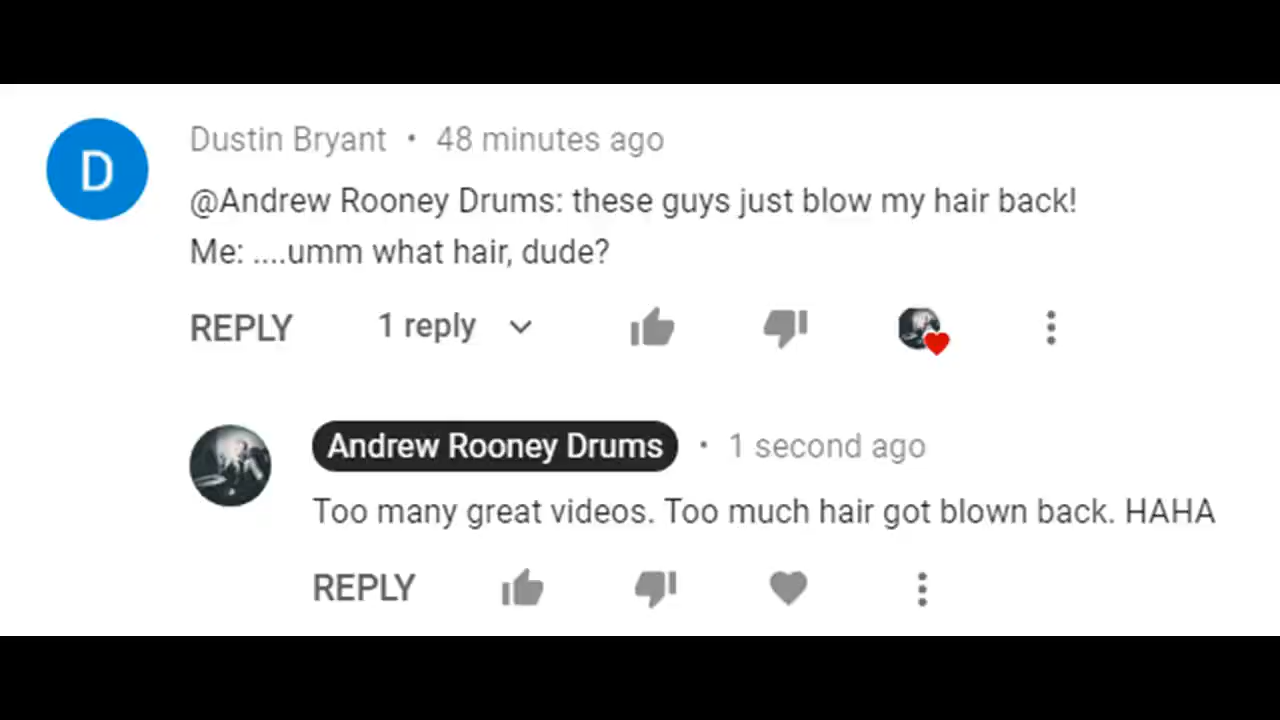 D
Dustin Bryant • 48 minutes ago
@Andrew Rooney Drums: these guys just blow my hair back!
Me: ....umm what hair, dude?
REPLY 1 reply
Andrew Rooney Drums • 1 second ago
Too many great videos. Too much hair got blown back. HAHA
REPLY